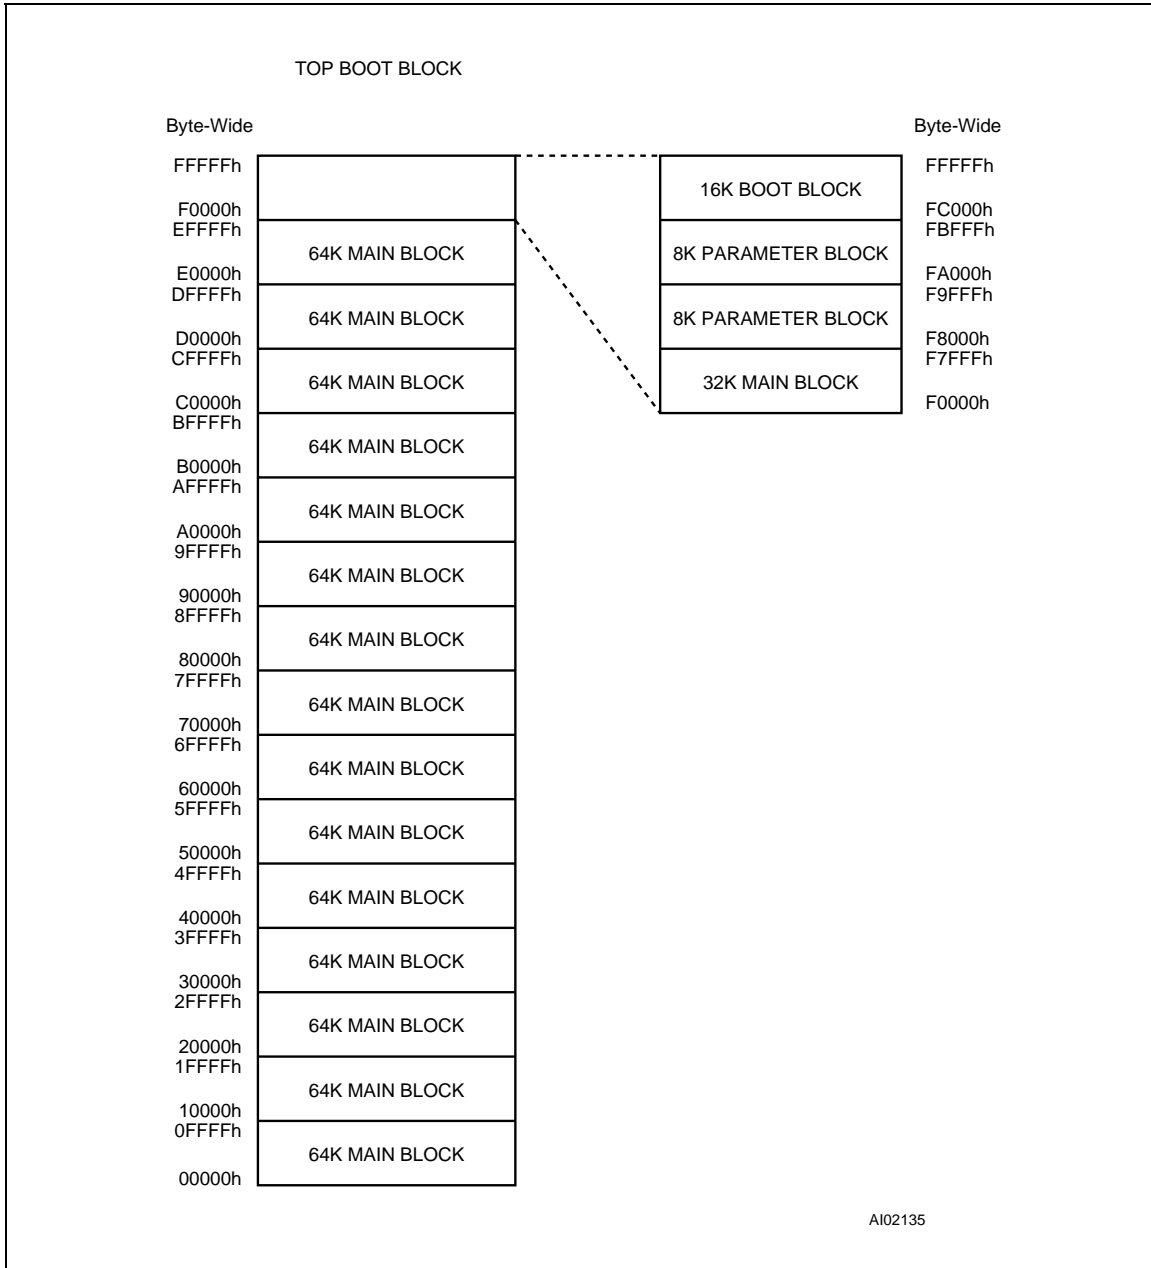 TOP BOOT BLOCK
Byte-Wide
Byte-Wide
FFFFFh
FFFFFh
16K BOOT BLOCK
F0000h
FC000h
EFFFFh
FBFFFh
64K MAIN BLOCK
8K PARAMETER BLOCK
E0000h
FA000h
DFFFFh
F9FFFh
64K MAIN BLOCK
8K PARAMETER BLOCK
D0000h
F8000h
CFFFFh
F7FFFh
64K MAIN BLOCK
32K MAIN BLOCK
C0000h
F0000h
BFFFFh
64K MAIN BLOCK
B0000h
AFFFFh
64K MAIN BLOCK
A0000h
9FFFFh
64K MAIN BLOCK
90000h
8FFFFh
64K MAIN BLOCK
80000h
7FFFFh
64K MAIN BLOCK
70000h
6FFFFh
64K MAIN BLOCK
60000h
5FFFFh
64K MAIN BLOCK
50000h
4FFFFh
64K MAIN BLOCK
40000h
3FFFFh
64K MAIN BLOCK
30000h
2FFFFh
64K MAIN BLOCK
20000h
1FFFFh
64K MAIN BLOCK
10000h
0FFFFh
64K MAIN BLOCK
00000h
AI02135